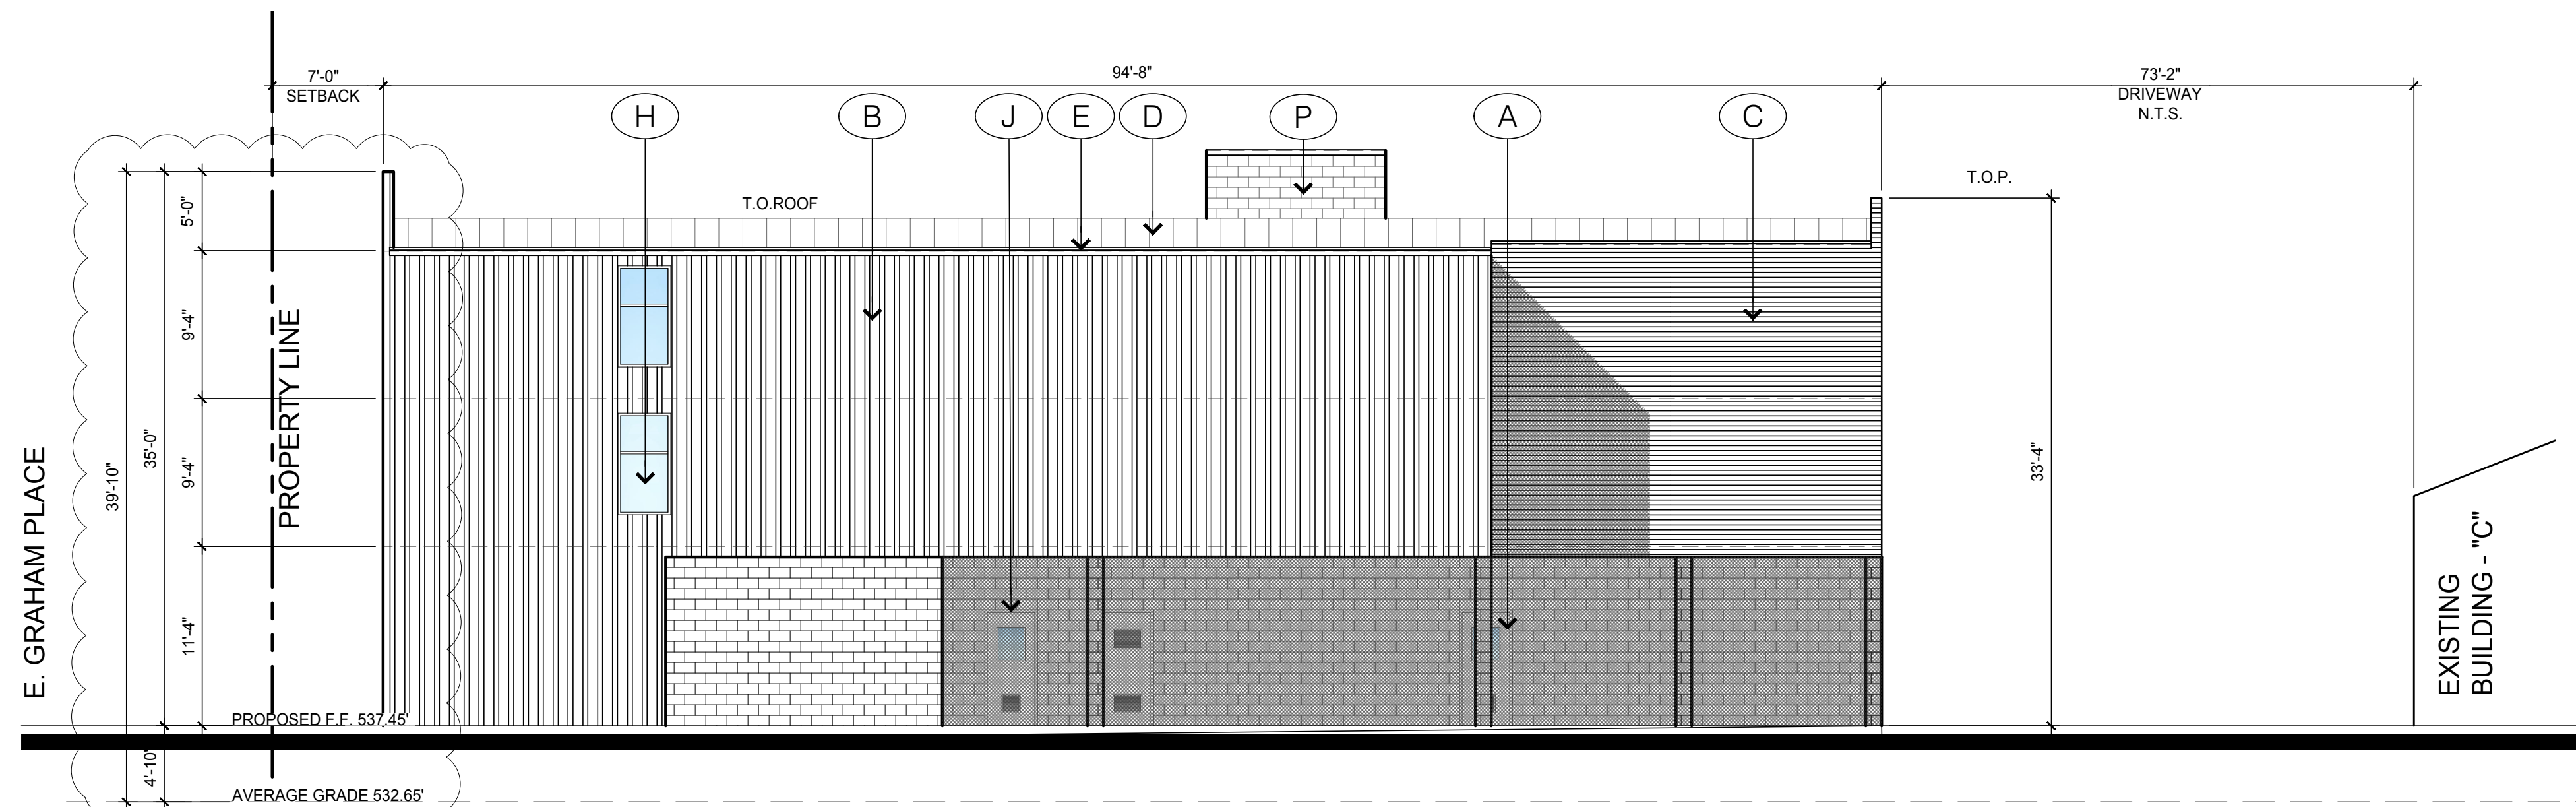 7'-0"
SETBACK
94'-8"
73'-2"
DRIVEWAY
N.T.S.
H
B
J
E
D
P
A
C
T.O.P.
T.O.ROOF
5'-0"
9'-4"
9'-4"
11'-4"
35'-0"
39'-10"
4'-10"
33'-4"
PROPERTY LINE
E. GRAHAM PLACE
EXISTING
BUILDING - "C"
PROPOSED F.F. 537.45'
AVERAGE GRADE 532.65'